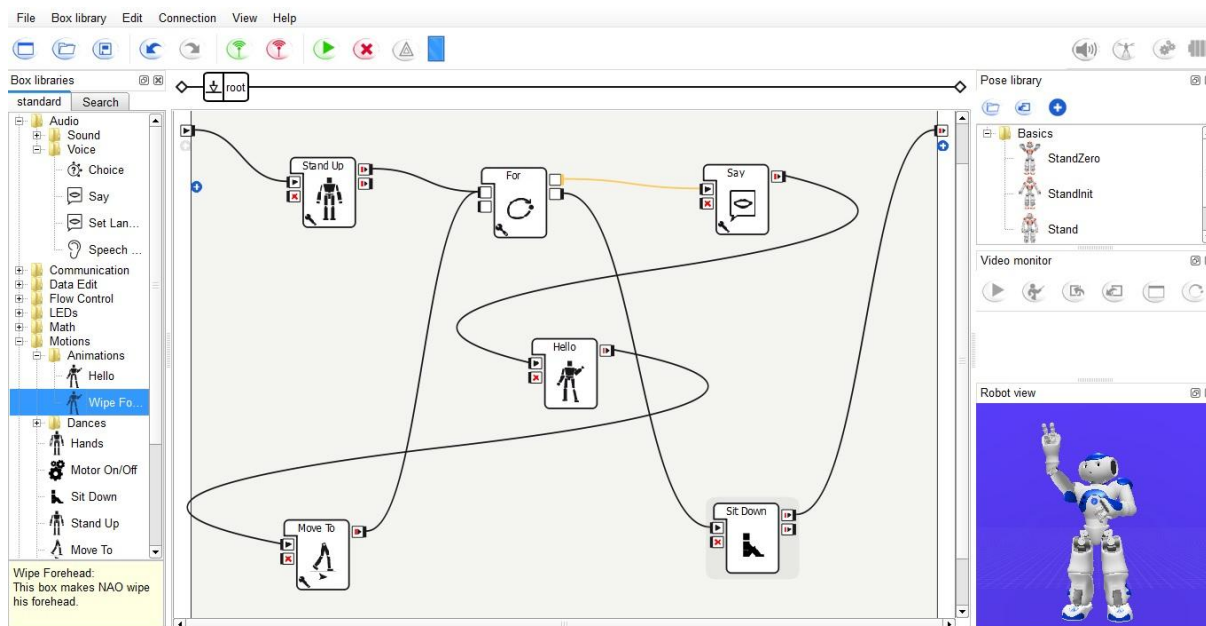 File Box library Edit Connection View Help
Box libraries
standard Search
Audio
Sound
Voice
Choice
Say
Set Lan...
Speech ...
Communication
Data Edit
Flow Control
LEDs
Math
Motions
Animations
Hello
Wipe Fo...
Dances
Hands
Motor On/Off
Sit Down
Stand Up
Move To
Wipe Forehead:
This box makes NAO wipe
his forehead.
root
Stand Up
For
Say
Hello
Move To
Sit Down
Pose library
Basics
StandZero
StandInit
Stand
Video monitor
Robot view